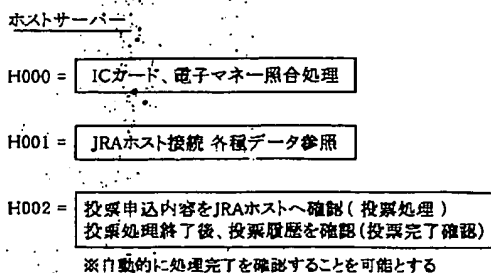 ホストサーバー
H000 = ICカード、電子マネー照合処理
H001 = JRAホスト接続 各種データ参照
H002 = 投票申込内容をJRAホストへ確認(投票処理)
投票処理終了後、投票履歴を確認(投票完了確認)
※自動的に処理完了を確認することを可能とする